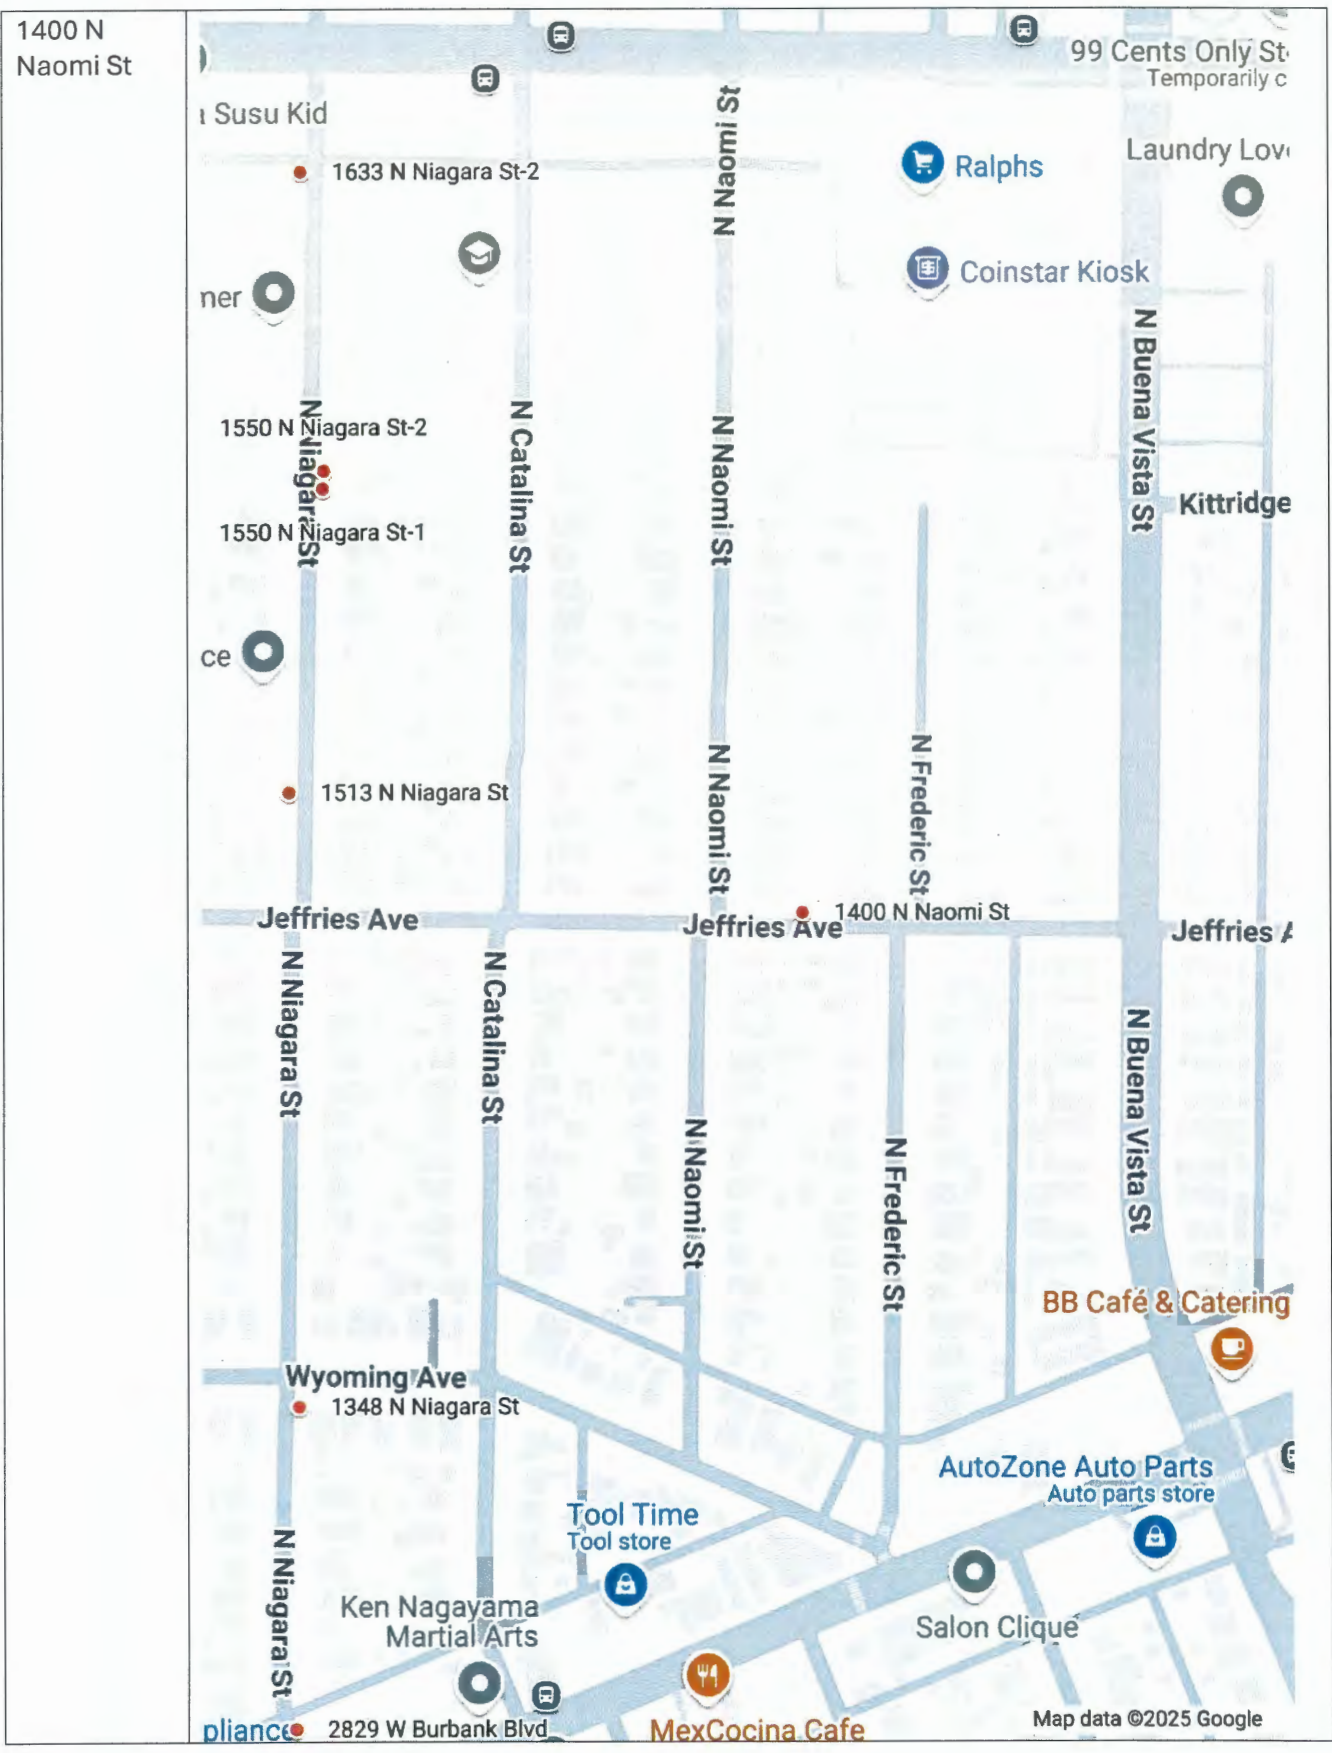 1400 N
Naomi St
99 Cents Only St
Temporarily c
Susu Kid
N Naomi St
Laundry Lov
Ralphs
1633 N Niagara St-2
Coinstar Kiosk
ner
N Buena Vista St
N Niagara St
N Catalina St
N Naomi St
1550 N Niagara St-2
Kittridge
1550 N Niagara St-1
ce
N Naomi St
N Frederic St
1513 N Niagara St
1400 N Naomi St
Jeffries Ave
Jeffries Ave
Jeffries A
N Niagara St
N Catalina St
N Buena Vista St
N Naomi St
N Frederic St
BB Café & Catering
Wyoming Ave
1348 N Niagara St
AutoZone Auto Parts
Auto parts store
Tool Time
Tool store
N Niagara St
Ken Nagayama
Martial Arts
Salon Clique
pliance
2829 W Burbank Blvd
MexCocina Cafe
Map data ©2025 Google